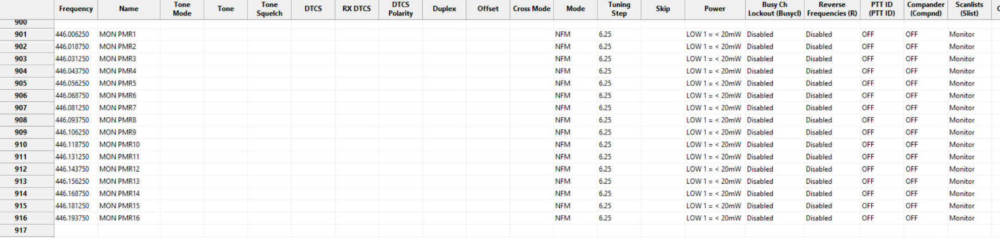 Frequency Name Tone Mode Tone Tone Squelch DTCS RX DTCS DTCS Polarity Duplex Offset Cross Mode Mode Tuning Step Skip Power Busy Ch Lockout (Busycl) Reverse Frequencies (R) PTT ID (PTT ID) Compander (Compnd) Scanlists (Slist)
900
901 446.006250 MON PMR1 NFM 6.25 LOW 1 = < 20mW Disabled Disabled OFF OFF Monitor
902 446.018750 MON PMR2 NFM 6.25 LOW 1 = < 20mW Disabled Disabled OFF OFF Monitor
903 446.031250 MON PMR3 NFM 6.25 LOW 1 = < 20mW Disabled Disabled OFF OFF Monitor
904 446.043750 MON PMR4 NFM 6.25 LOW 1 = < 20mW Disabled Disabled OFF OFF Monitor
905 446.056250 MON PMR5 NFM 6.25 LOW 1 = < 20mW Disabled Disabled OFF OFF Monitor
906 446.068750 MON PMR6 NFM 6.25 LOW 1 = < 20mW Disabled Disabled OFF OFF Monitor
907 446.081250 MON PMR7 NFM 6.25 LOW 1 = < 20mW Disabled Disabled OFF OFF Monitor
908 446.093750 MON PMR8 NFM 6.25 LOW 1 = < 20mW Disabled Disabled OFF OFF Monitor
909 446.106250 MON PMR9 NFM 6.25 LOW 1 = < 20mW Disabled Disabled OFF OFF Monitor
910 446.118750 MON PMR10 NFM 6.25 LOW 1 = < 20mW Disabled Disabled OFF OFF Monitor
911 446.131250 MON PMR11 NFM 6.25 LOW 1 = < 20mW Disabled Disabled OFF OFF Monitor
912 446.143750 MON PMR12 NFM 6.25 LOW 1 = < 20mW Disabled Disabled OFF OFF Monitor
913 446.156250 MON PMR13 NFM 6.25 LOW 1 = < 20mW Disabled Disabled OFF OFF Monitor
914 446.168750 MON PMR14 NFM 6.25 LOW 1 = < 20mW Disabled Disabled OFF OFF Monitor
915 446.181250 MON PMR15 NFM 6.25 LOW 1 = < 20mW Disabled Disabled OFF OFF Monitor
916 446.193750 MON PMR16 NFM 6.25 LOW 1 = < 20mW Disabled Disabled OFF OFF Monitor
917